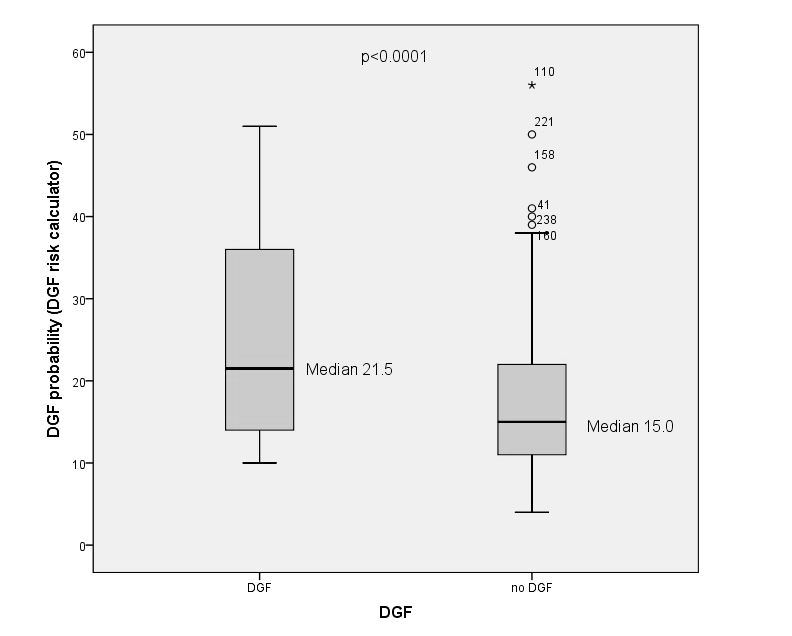 p<0.0001
60
50
40
30
20
10
0
DGF probability (DGF risk calculator)
110
221
158
41
238
160
Median 21.5
Median 15.0
DGF
no DGF
DGF